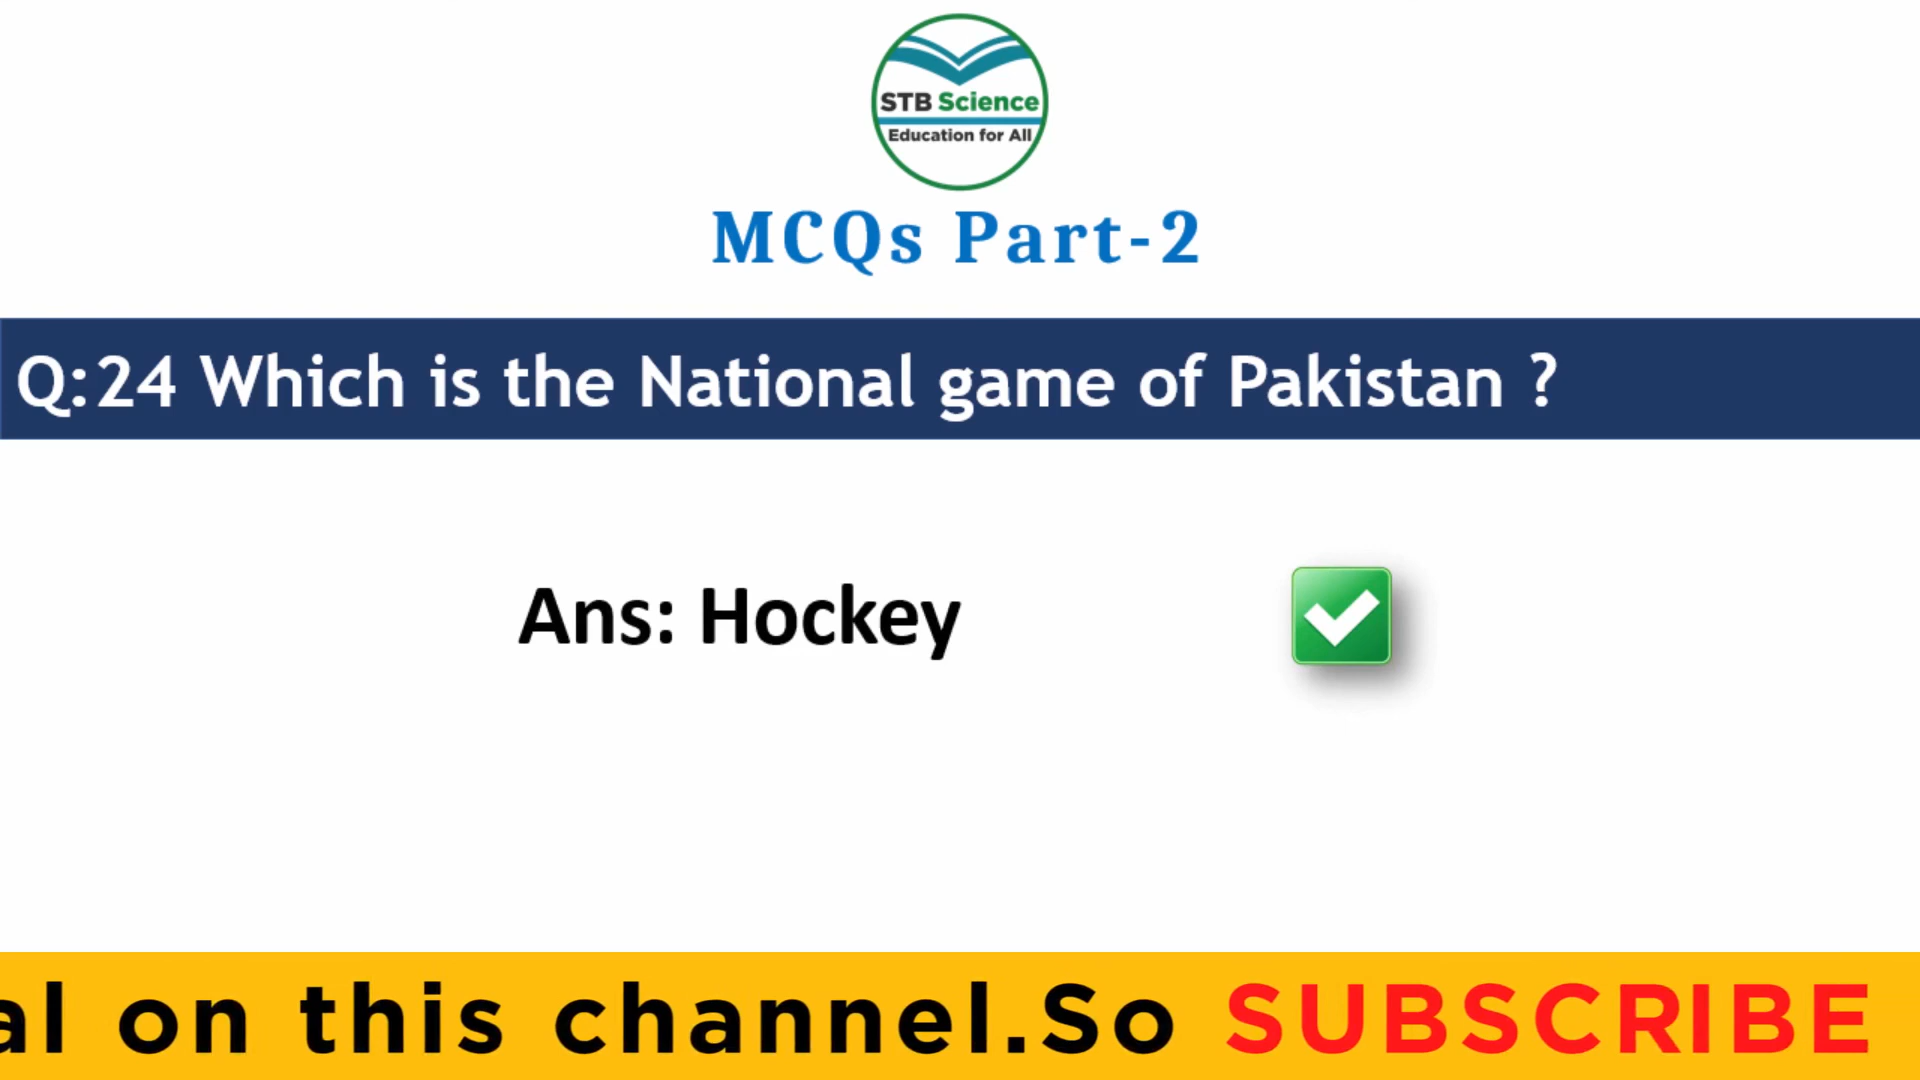 STB Science
Education for All
MCQs Part-2
Q:24 Which is the National game of Pakistan ?
Ans: Hockey
al on this channel.So SUBSCRIBE